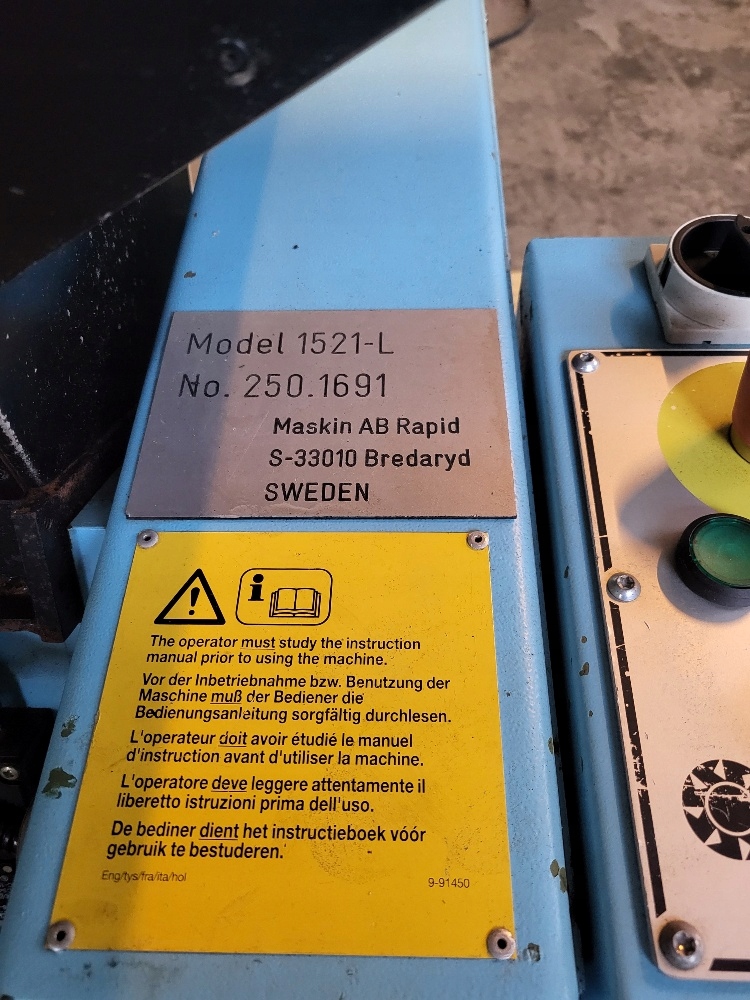 Model 1521-L
No. 250.1691
Maskin AB Rapid
S-33010 Bredaryd
SWEDEN
The operator must study the instruction
manual prior to using the machine.
Vor der Inbetriebnahme bzw. Benutzung der
Maschine muß der Bediener die
Bedienungsanleitung sorgfältig durchlesen.
L'operateur doit avoir étudié le manuel
d'instruction avant d'utiliser la machine.
L'operatore deve leggere attentamente il
liberetto istruzioni prima dell'uso.
De bediner dient het instructieboek vóór
gebruik te bestuderen.
Eng/tys/fra/ita/hol
9-91450